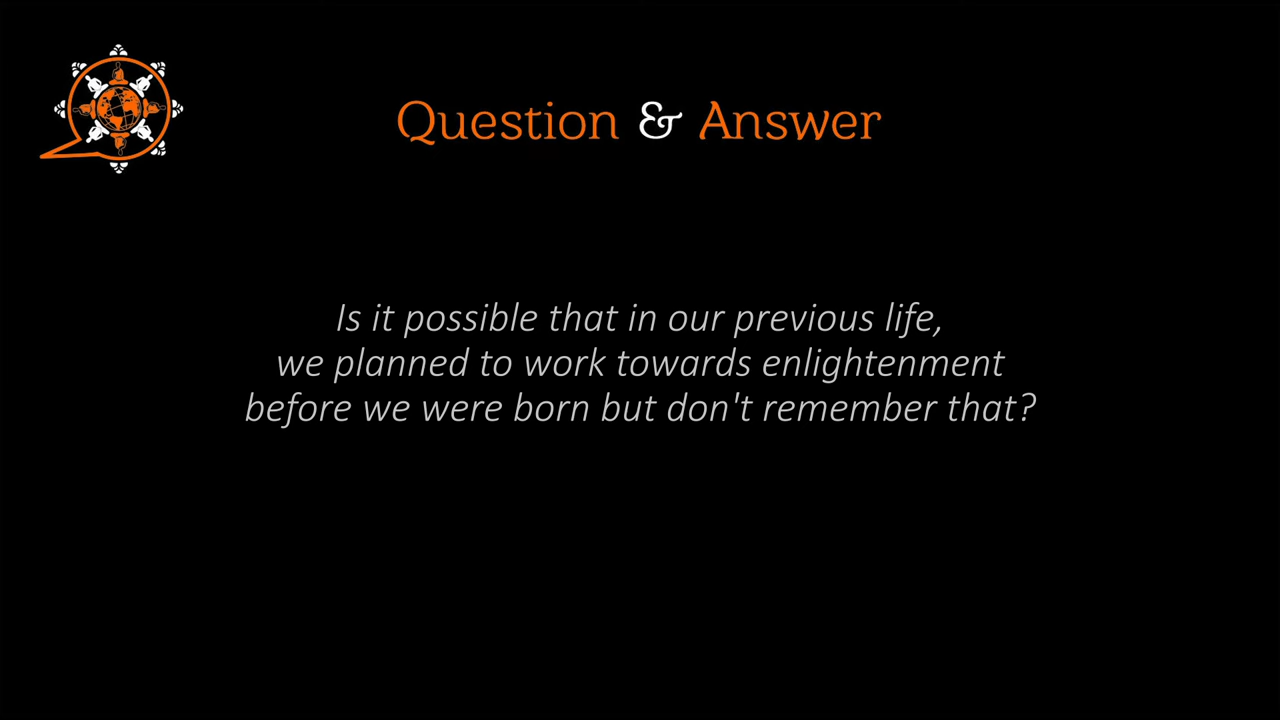 Question & Answer
Is it possible that in our previous life,
we planned to work towards enlightenment
before we were born but don't remember that?